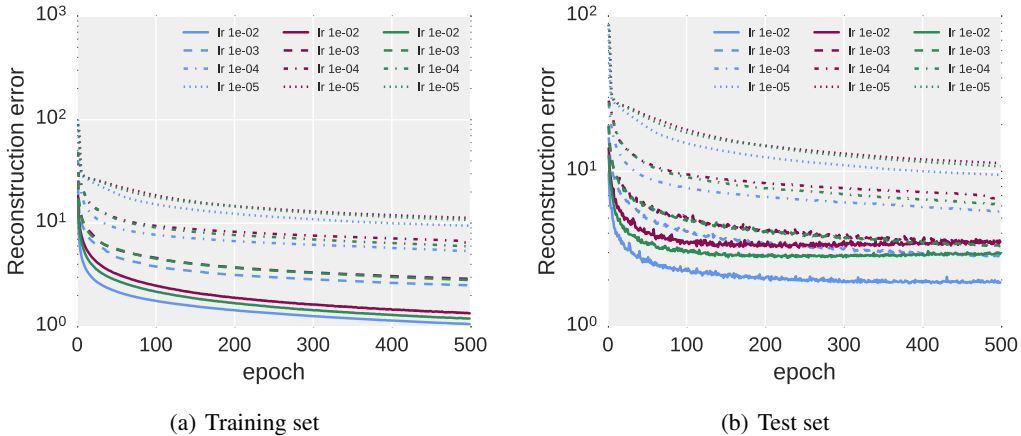 10³
10²
10¹
10⁰
Reconstruction error
lr 1e-02 lr 1e-02 lr 1e-02
lr 1e-03 lr 1e-03 lr 1e-03
lr 1e-04 lr 1e-04 lr 1e-04
lr 1e-05 lr 1e-05 lr 1e-05
0 100 200 300 400 500
epoch
(a) Training set
10²
10¹
10⁰
Reconstruction error
lr 1e-02 lr 1e-02 lr 1e-02
lr 1e-03 lr 1e-03 lr 1e-03
lr 1e-04 lr 1e-04 lr 1e-04
lr 1e-05 lr 1e-05 lr 1e-05
0 100 200 300 400 500
epoch
(b) Test set